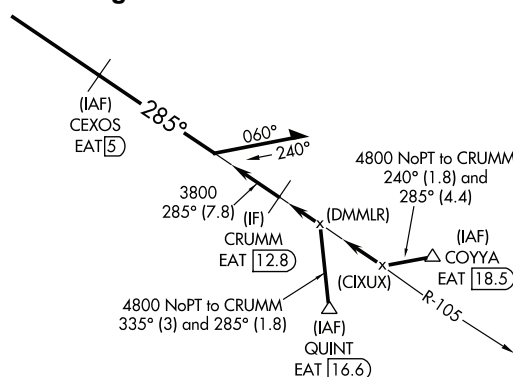 (IAF)
CEXOS
EAT 5
285°
060°
240°
4800 NoPT to CRUMM
240° (1.8) and
285° (4.4)
3800
285° (7.8)
(IF)
CRUMM
EAT 12.8
(DMMLR)
(IAF)
COYYA
EAT 18.5
(CIXUX)
R-105
4800 NoPT to CRUMM
335° (3) and 285° (1.8)
(IAF)
QUINT
EAT 16.6